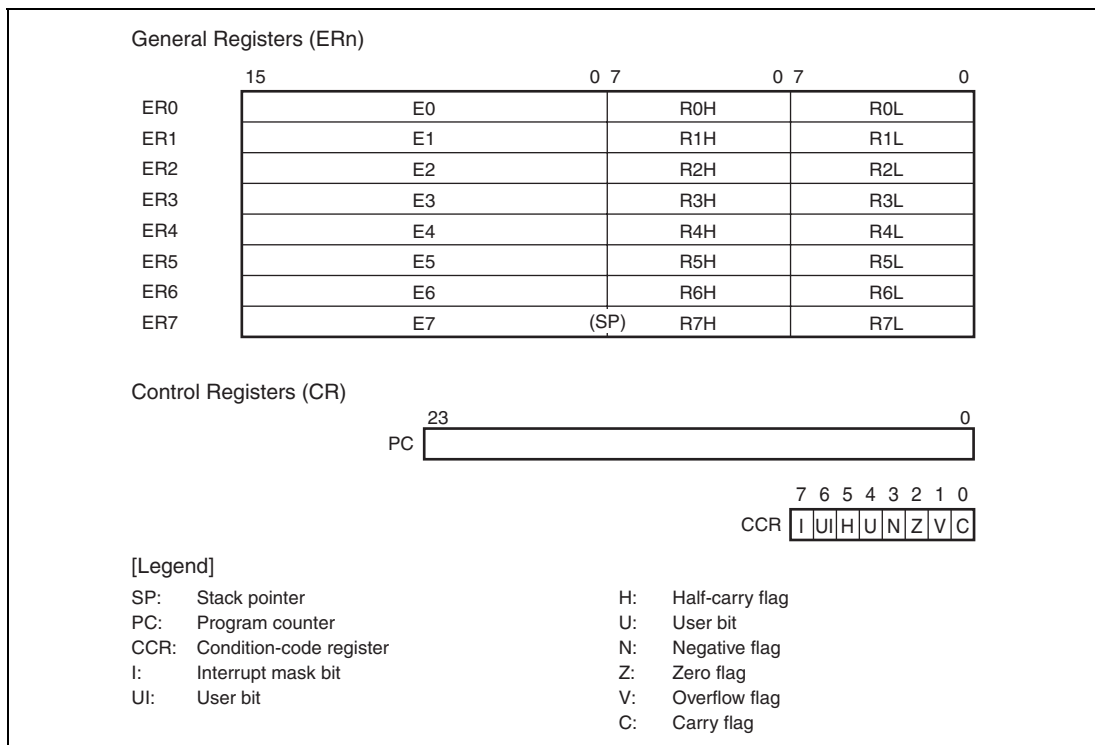 General Registers (ERn)
15 0 7 0 7 0
ER0 E0 R0H R0L
ER1 E1 R1H R1L
ER2 E2 R2H R2L
ER3 E3 R3H R3L
ER4 E4 R4H R4L
ER5 E5 R5H R5L
ER6 E6 R6H R6L
ER7 E7 (SP) R7H R7L
Control Registers (CR)
23 0
PC
7 6 5 4 3 2 1 0
CCR I UI H U N Z V C
[Legend]
SP: Stack pointer
PC: Program counter
CCR: Condition-code register
I: Interrupt mask bit
UI: User bit
H: Half-carry flag
U: User bit
N: Negative flag
Z: Zero flag
V: Overflow flag
C: Carry flag